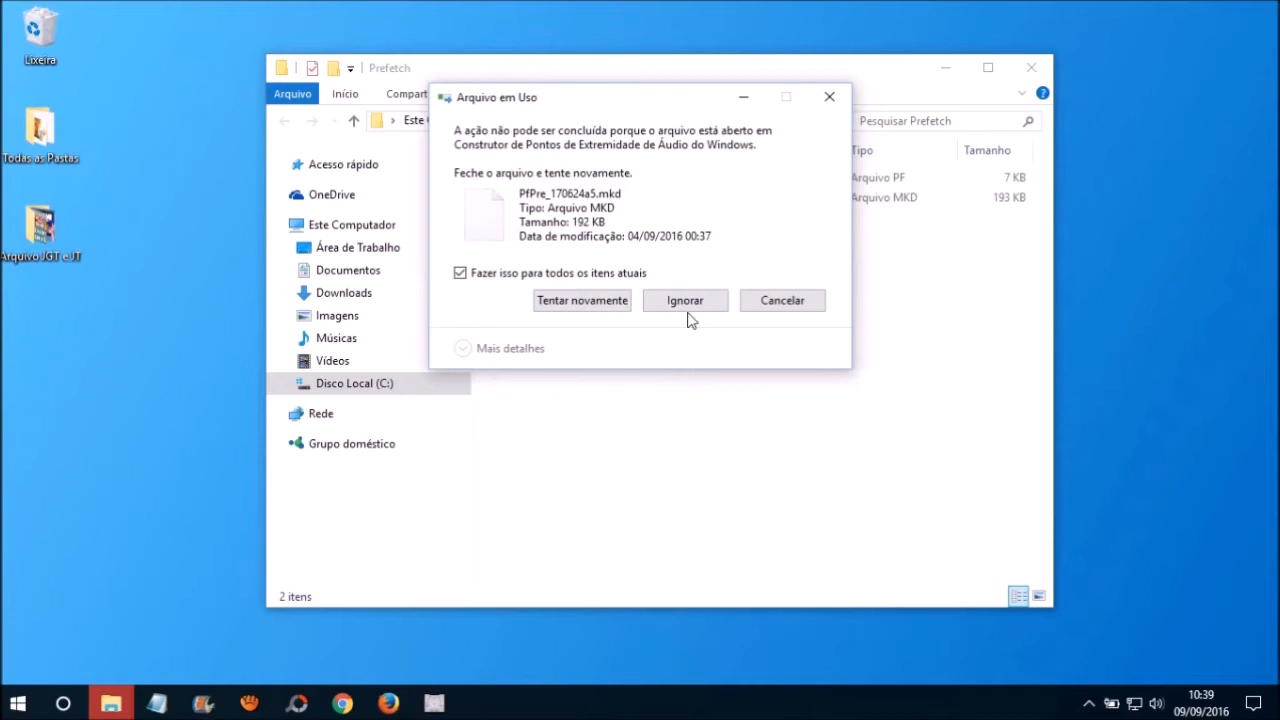 Lixeira
Todas as Pastas
Arquivo JGT e JT
Prefetch
Arquivo
Início
Compart
Este
Pesquisar Prefetch
Acesso rápido
OneDrive
Este Computador
Área de Trabalho
Documentos
Downloads
Imagens
Músicas
Vídeos
Disco Local (C:)
Rede
Grupo doméstico
Tipo
Tamanho
Arquivo PF
7 KB
Arquivo MKD
193 KB
Arquivo em Uso
A ação não pode ser concluída porque o arquivo está aberto em
Construtor de Pontos de Extremidade de Áudio do Windows.
Feche o arquivo e tente novamente.
PfPre_170624a5.mkd
Tipo: Arquivo MKD
Tamanho: 192 KB
Data de modificação: 04/09/2016 00:37
Fazer isso para todos os itens atuais
Tentar novamente
Ignorar
Cancelar
Mais detalhes
2 itens
10:39
09/09/2016